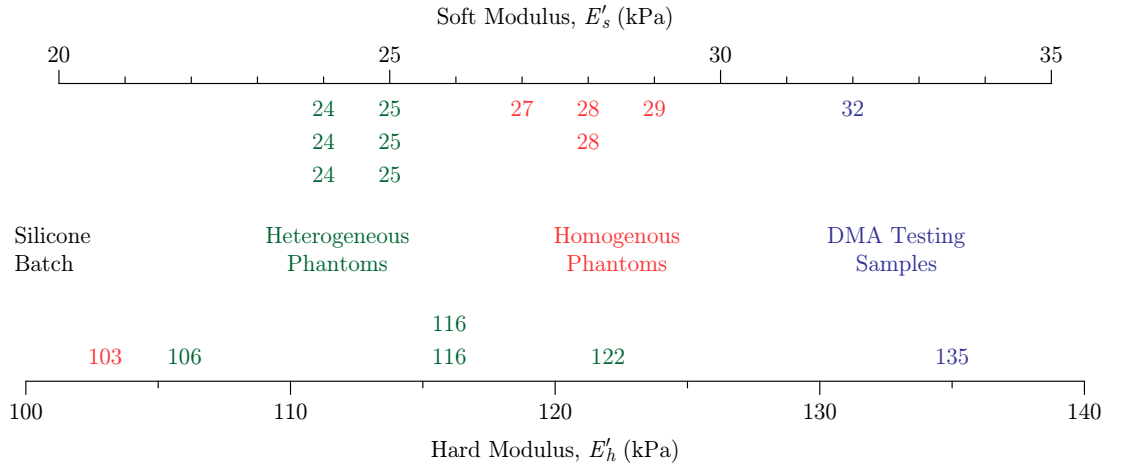 Soft Modulus, E′s (kPa)
20 25 30 35
24 25 27 28 29 32
24 25 28
24 25
Silicone Batch
Heterogeneous Phantoms
Homogenous Phantoms
DMA Testing Samples
116
103 106 116 122 135
100 110 120 130 140
Hard Modulus, E′h (kPa)